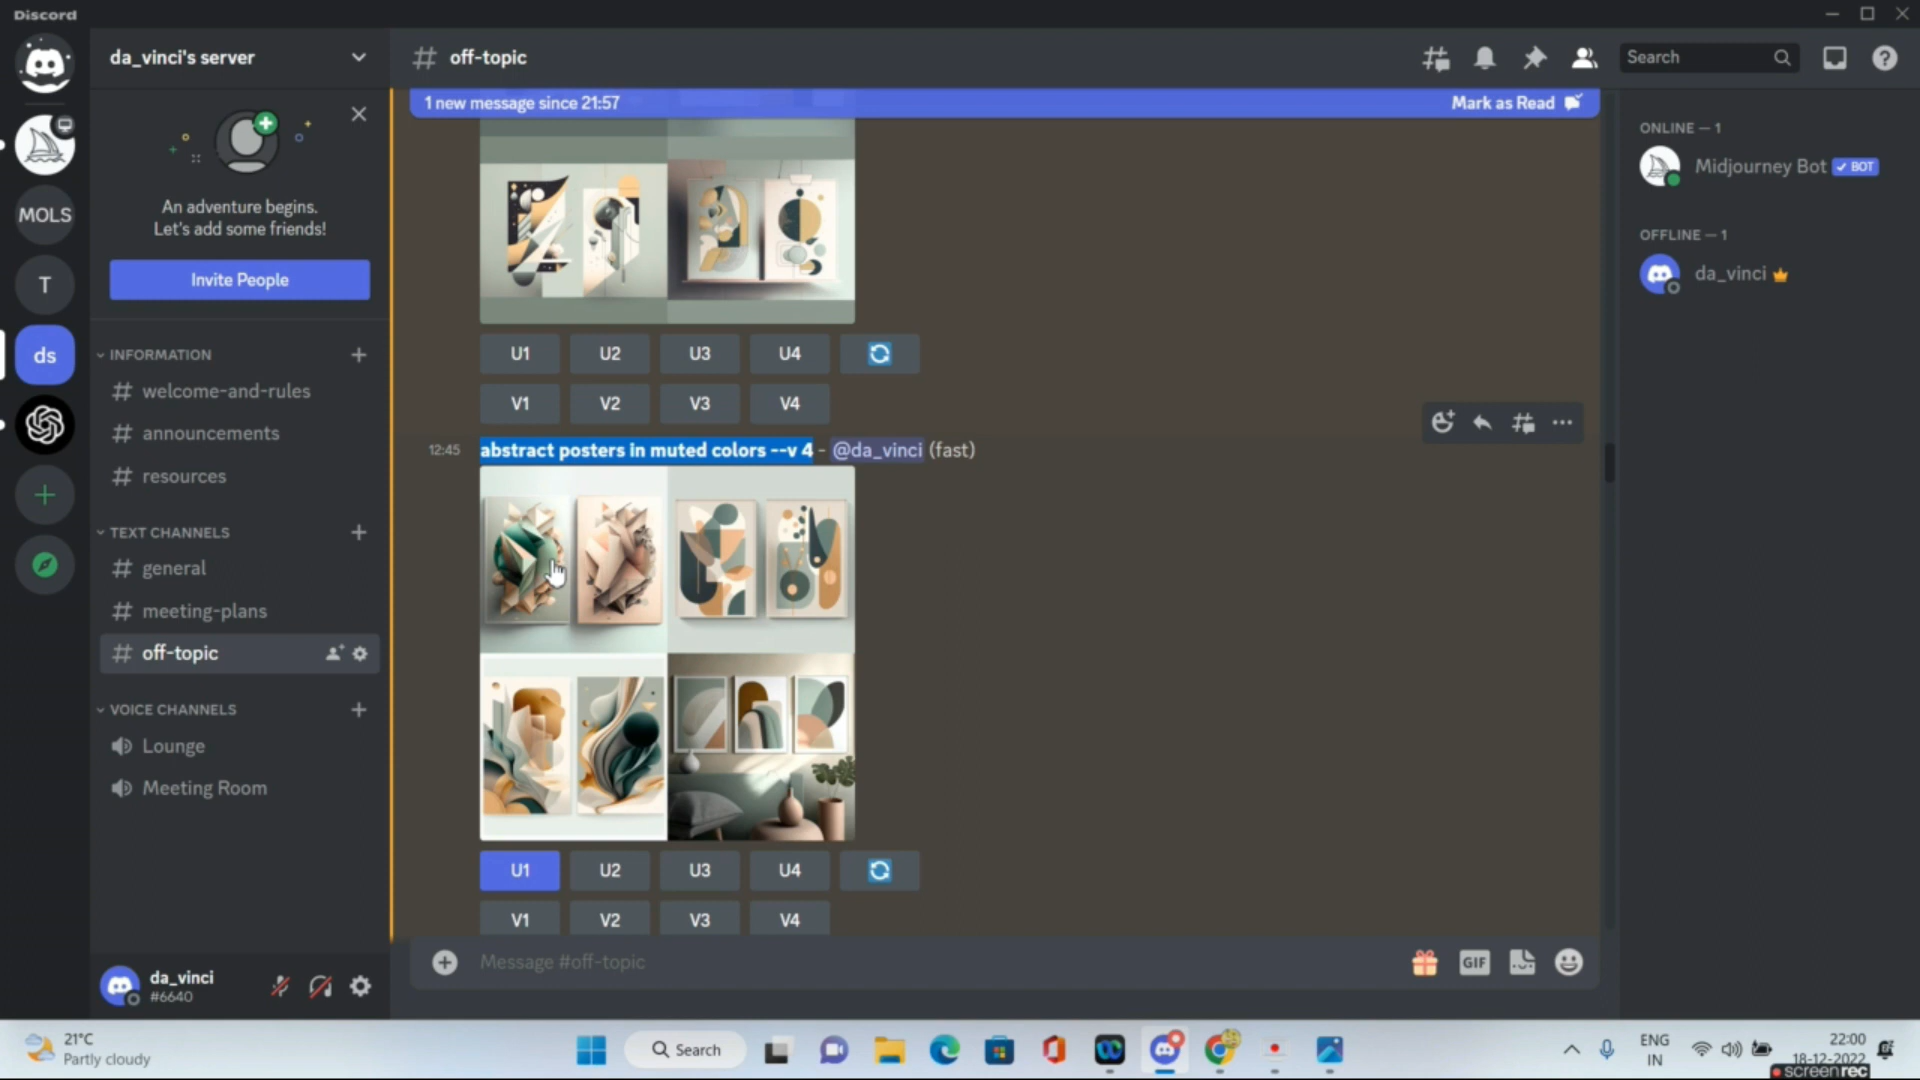 Discord
da_vinci's server
off-topic
Search
1 new message since 21:57
Mark as Read
An adventure begins.
Let's add some friends!
Invite People
INFORMATION
welcome-and-rules
announcements
resources
TEXT CHANNELS
general
meeting-plans
off-topic
VOICE CHANNELS
Lounge
Meeting Room
MOLS
T
ds
U1 U2 U3 U4
V1 V2 V3 V4
12:45 abstract posters in muted colors --v 4 - @da_vinci (fast)
U1 U2 U3 U4
V1 V2 V3 V4
Message #off-topic
GIF
ONLINE — 1
Midjourney Bot BOT
OFFLINE — 1
da_vinci
da_vinci
#6640
21°C
Partly cloudy
Search
ENG
IN
22:00
18-12-2022
screenrec